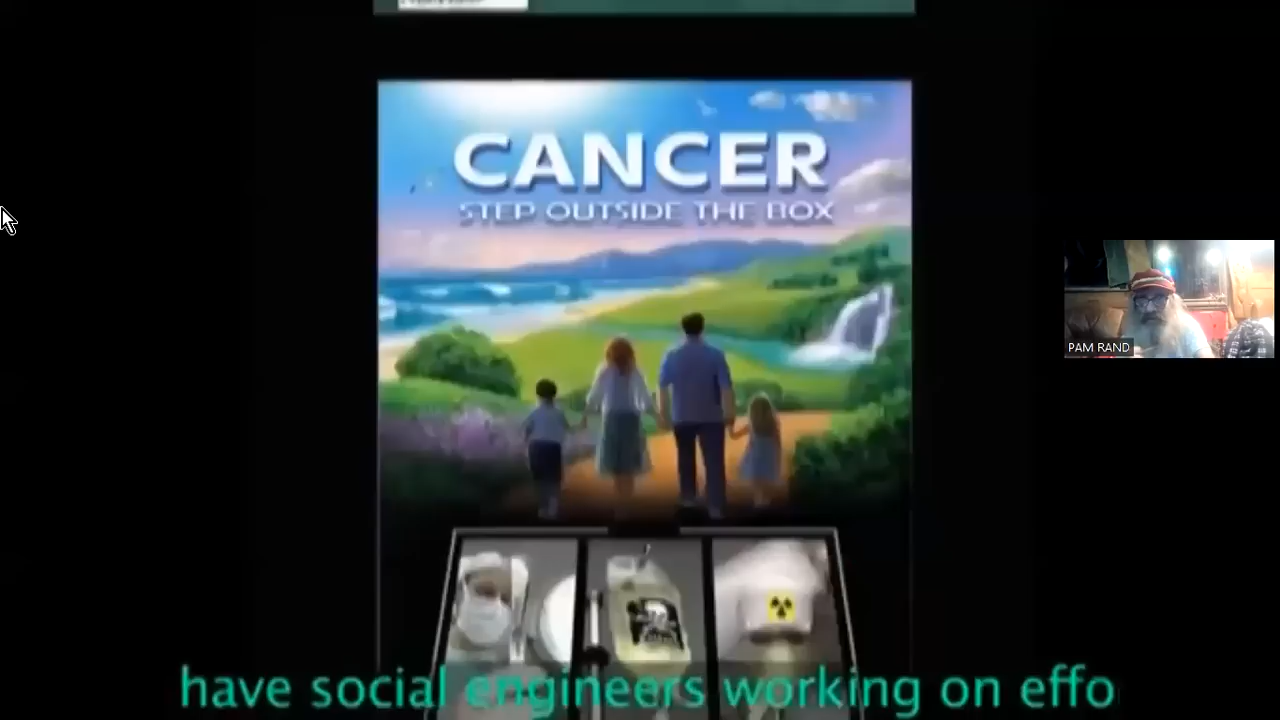 CANCER
STEP OUTSIDE THE BOX
PAM RAND
have social engineers working on effo